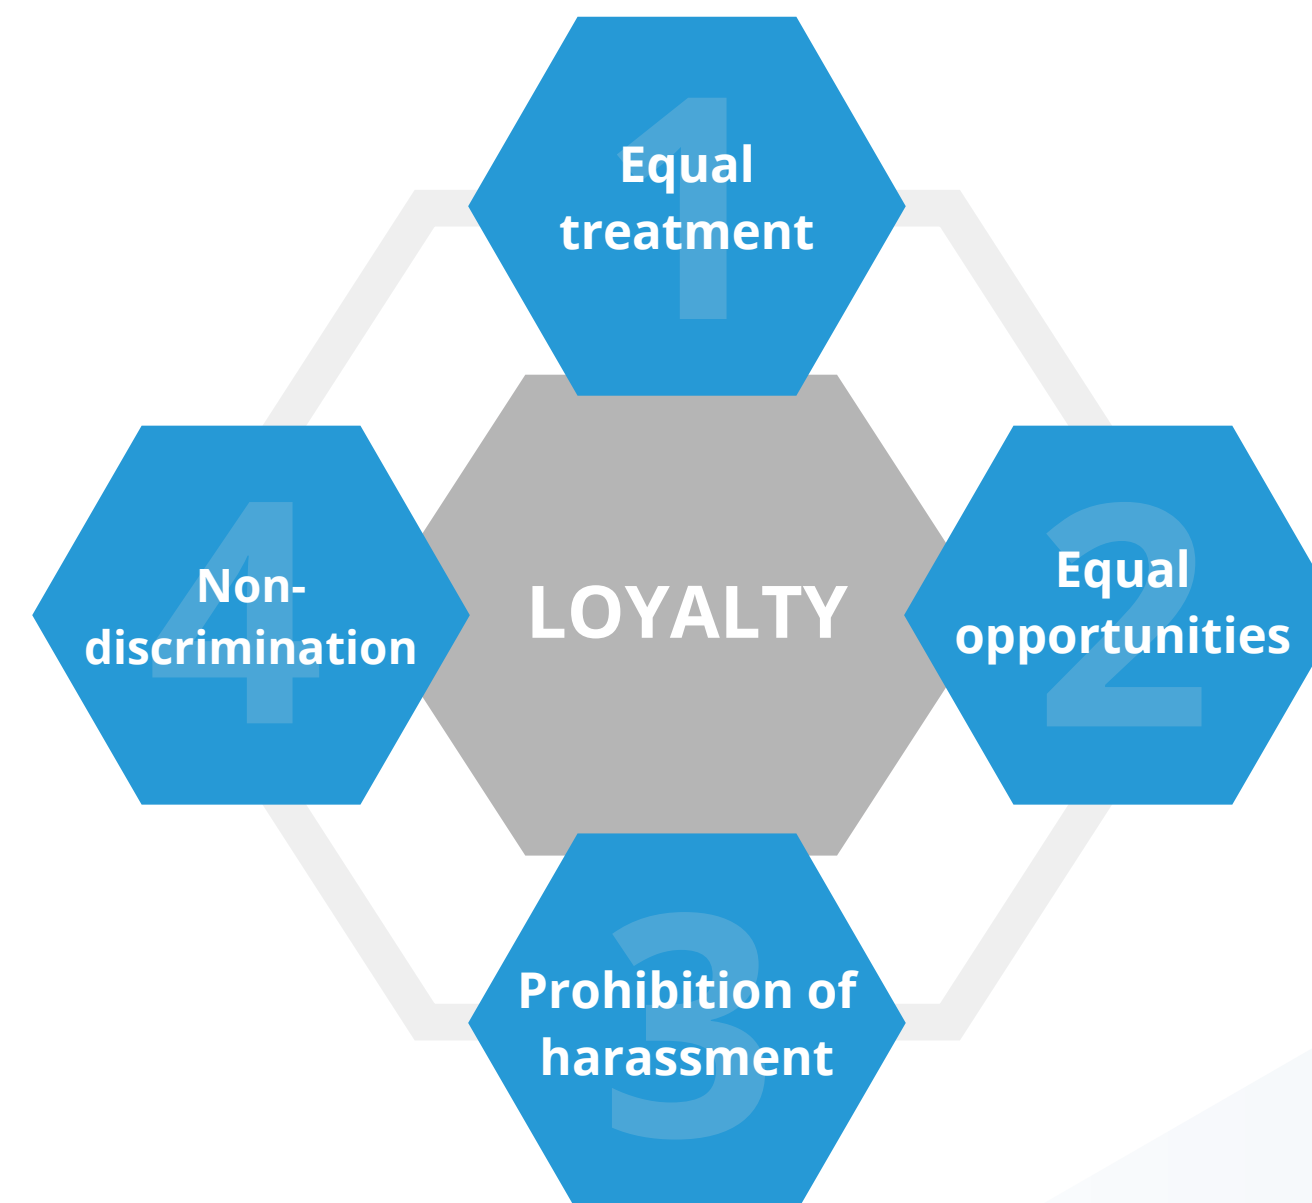 1
Equal
treatment
2
Equal
opportunities
3
Prohibition of
harassment
4
Non-
discrimination
LOYALTY